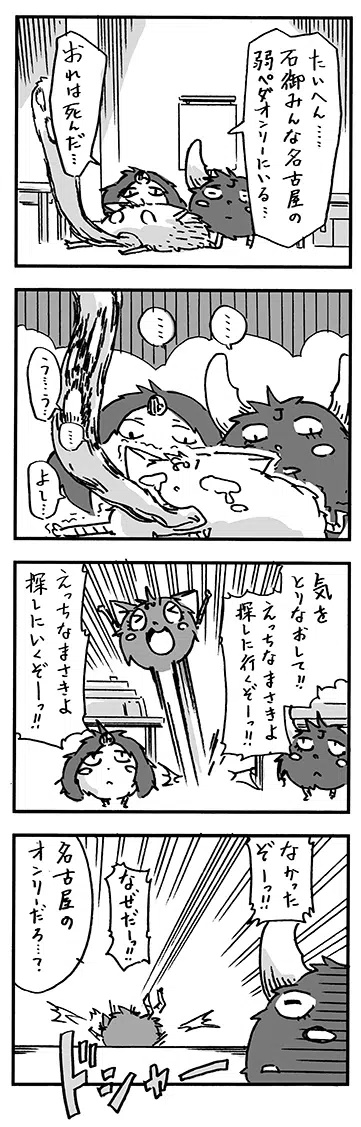 たいへん……
石御みんな名古屋の
弱ペダオンリーにいる…
おれは死んだ…
……
……
う…う…
…
よし…
気を
とりなおして!!
えっちなまさきよ
探しに行くぞーっ!!
えっちなまさきよ
探しにいくぞーっ!!
なかった
ぞーっ!!
なぜだーっ!!
名古屋の
オンリーだろ…?
ドシャー